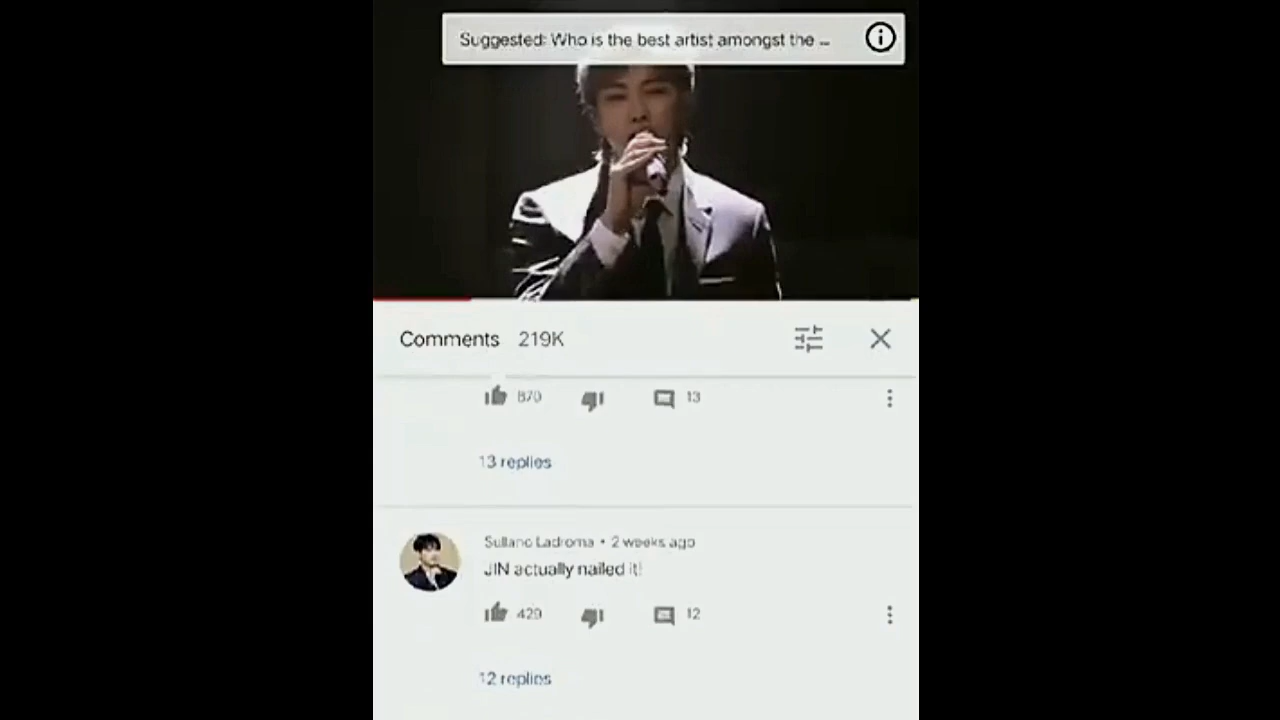 Suggested: Who is the best artist amongst the ...
Comments 219K
870 13
13 replies
Sullano Ladroma • 2 weeks ago
JIN actually nailed it!
429 12
12 replies